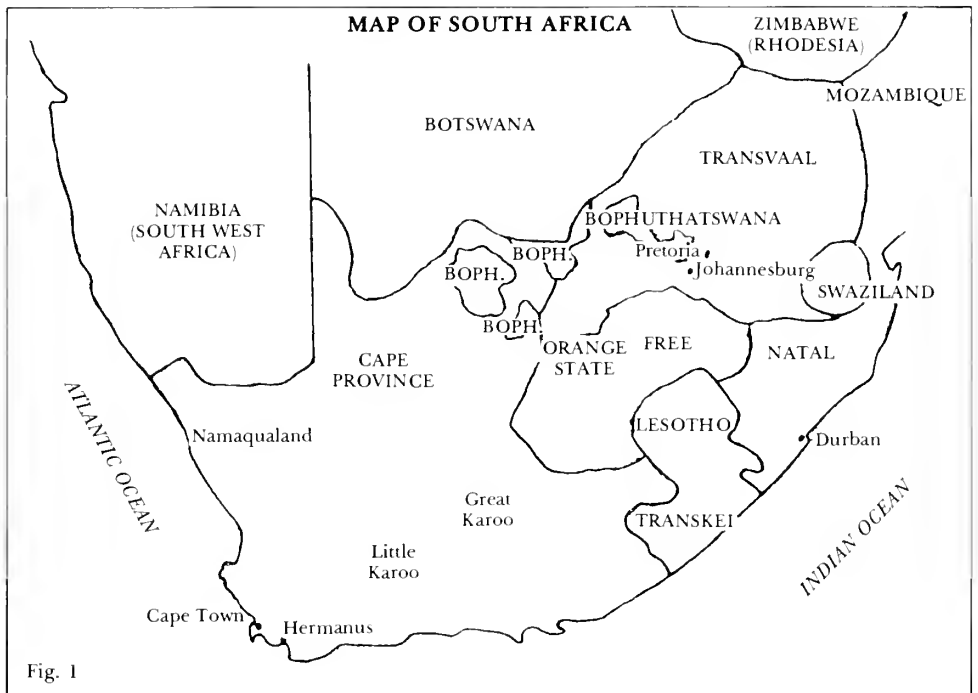 MAP OF SOUTH AFRICA
ZIMBABWE
(RHODESIA)
MOZAMBIQUE
BOTSWANA
TRANSVAAL
NAMIBIA
(SOUTH WEST
AFRICA)
BOPHUTHATSWANA
Pretoria
BOPH.
BOPH.
Johannesburg
SWAZILAND
BOPH.
ORANGE FREE
STATE
NATAL
CAPE
PROVINCE
ATLANTIC OCEAN
Namaqualand
LESOTHO
Durban
Great
Karoo
TRANSKEI
INDIAN OCEAN
Little
Karoo
Cape Town
Hermanus
Fig. 1